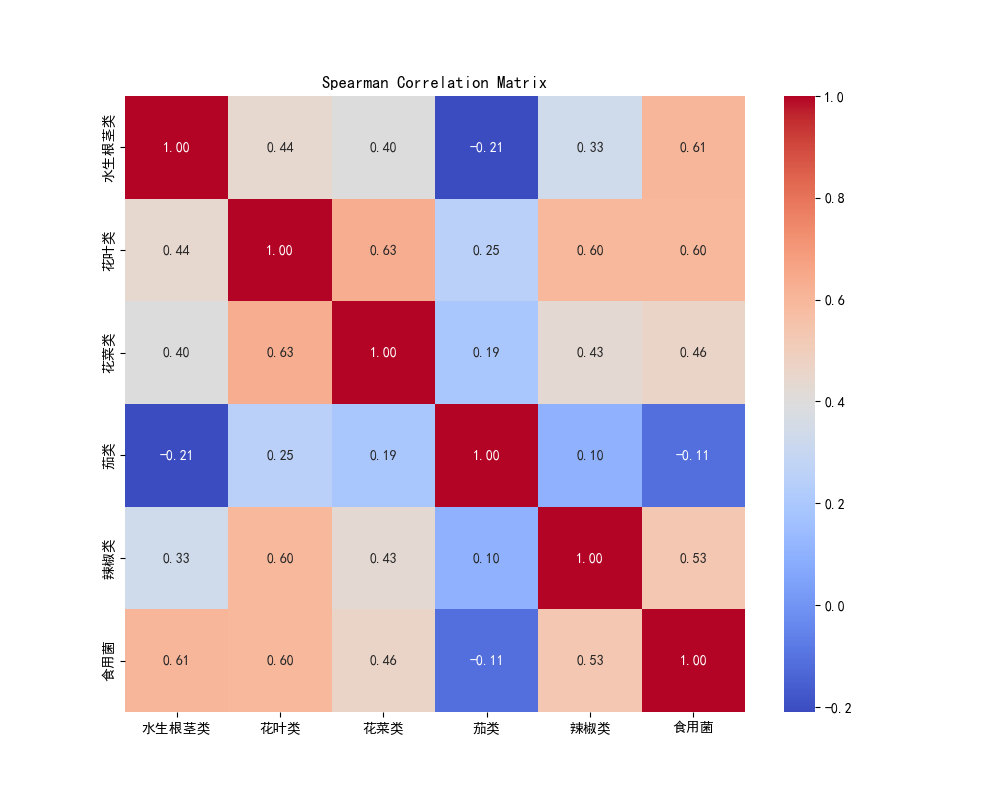 Spearman Correlation Matrix
水生根茎类 1.00 0.44 0.40 -0.21 0.33 0.61
花叶类 0.44 1.00 0.63 0.25 0.60 0.60
花菜类 0.40 0.63 1.00 0.19 0.43 0.46
茄类 -0.21 0.25 0.19 1.00 0.10 -0.11
辣椒类 0.33 0.60 0.43 0.10 1.00 0.53
食用菌 0.61 0.60 0.46 -0.11 0.53 1.00
水生根茎类 花叶类 花菜类 茄类 辣椒类 食用菌
1.0
0.8
0.6
0.4
0.2
0.0
-0.2